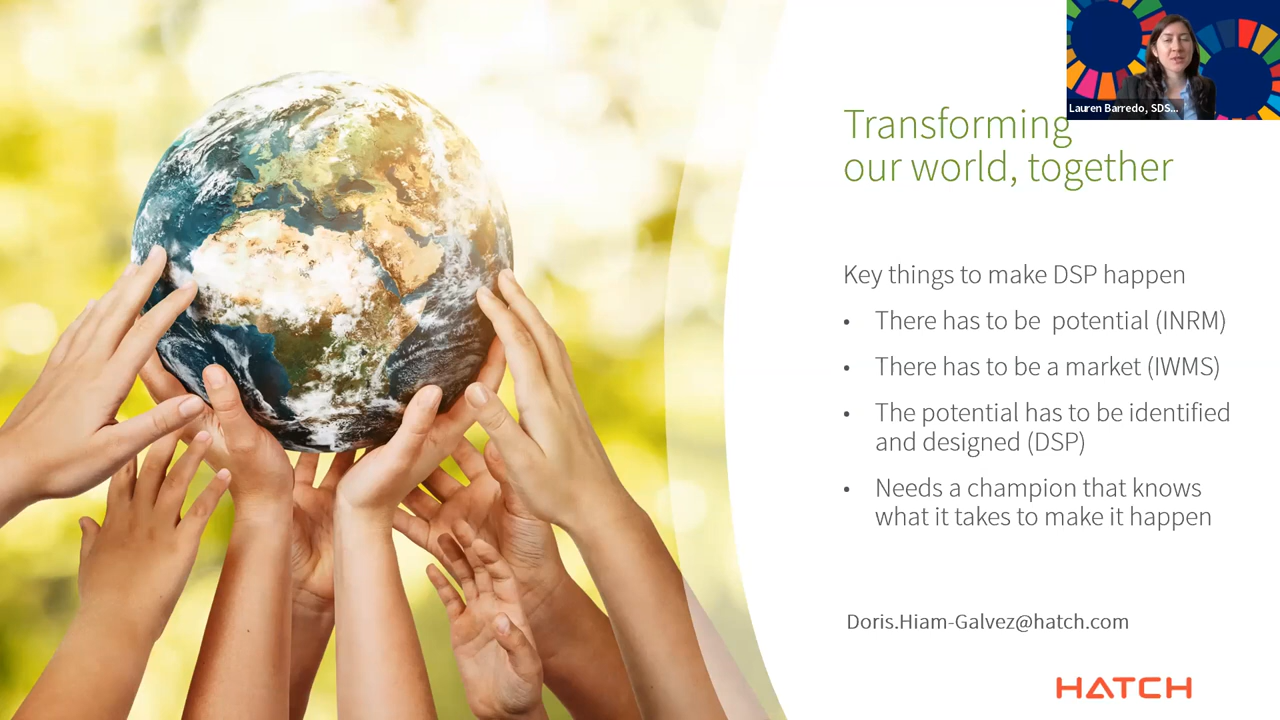 Lauren Barredo, SDS...
Transforming
our world, together
Key things to make DSP happen
• There has to be  potential (INRM)
• There has to be a market (IWMS)
• The potential has to be identified
and designed (DSP)
• Needs a champion that knows
what it takes to make it happen
Doris.Hiam-Galvez@hatch.com
HATCH